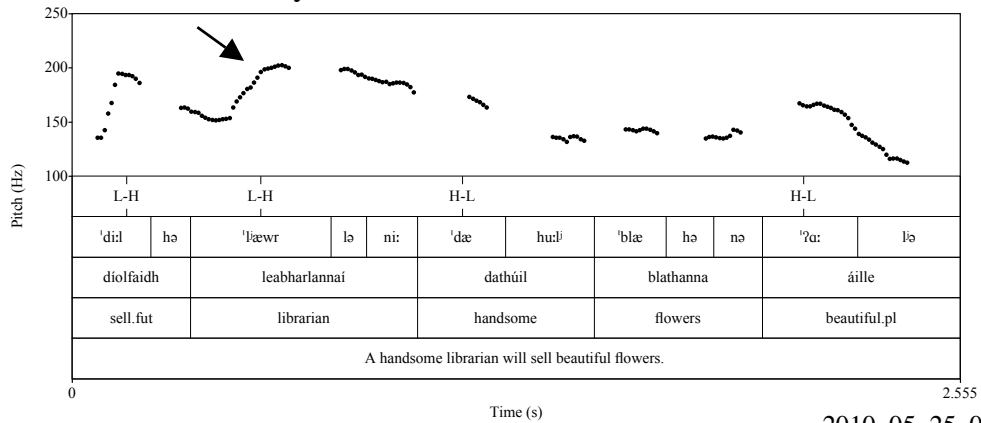 250
200
150
100
Pitch (Hz)
L-H L-H H-L H-L
ˈdiːl hə ˈlʲæwr lə niː ˈdæ huːlʲ ˈblæ hə nə ˈʔɑː lʲə
díolfaidh leabharlannaí dathúil blathanna áille
sell.fut librarian handsome flowers beautiful.pl
A handsome librarian will sell beautiful flowers.
0 2.555
Time (s)